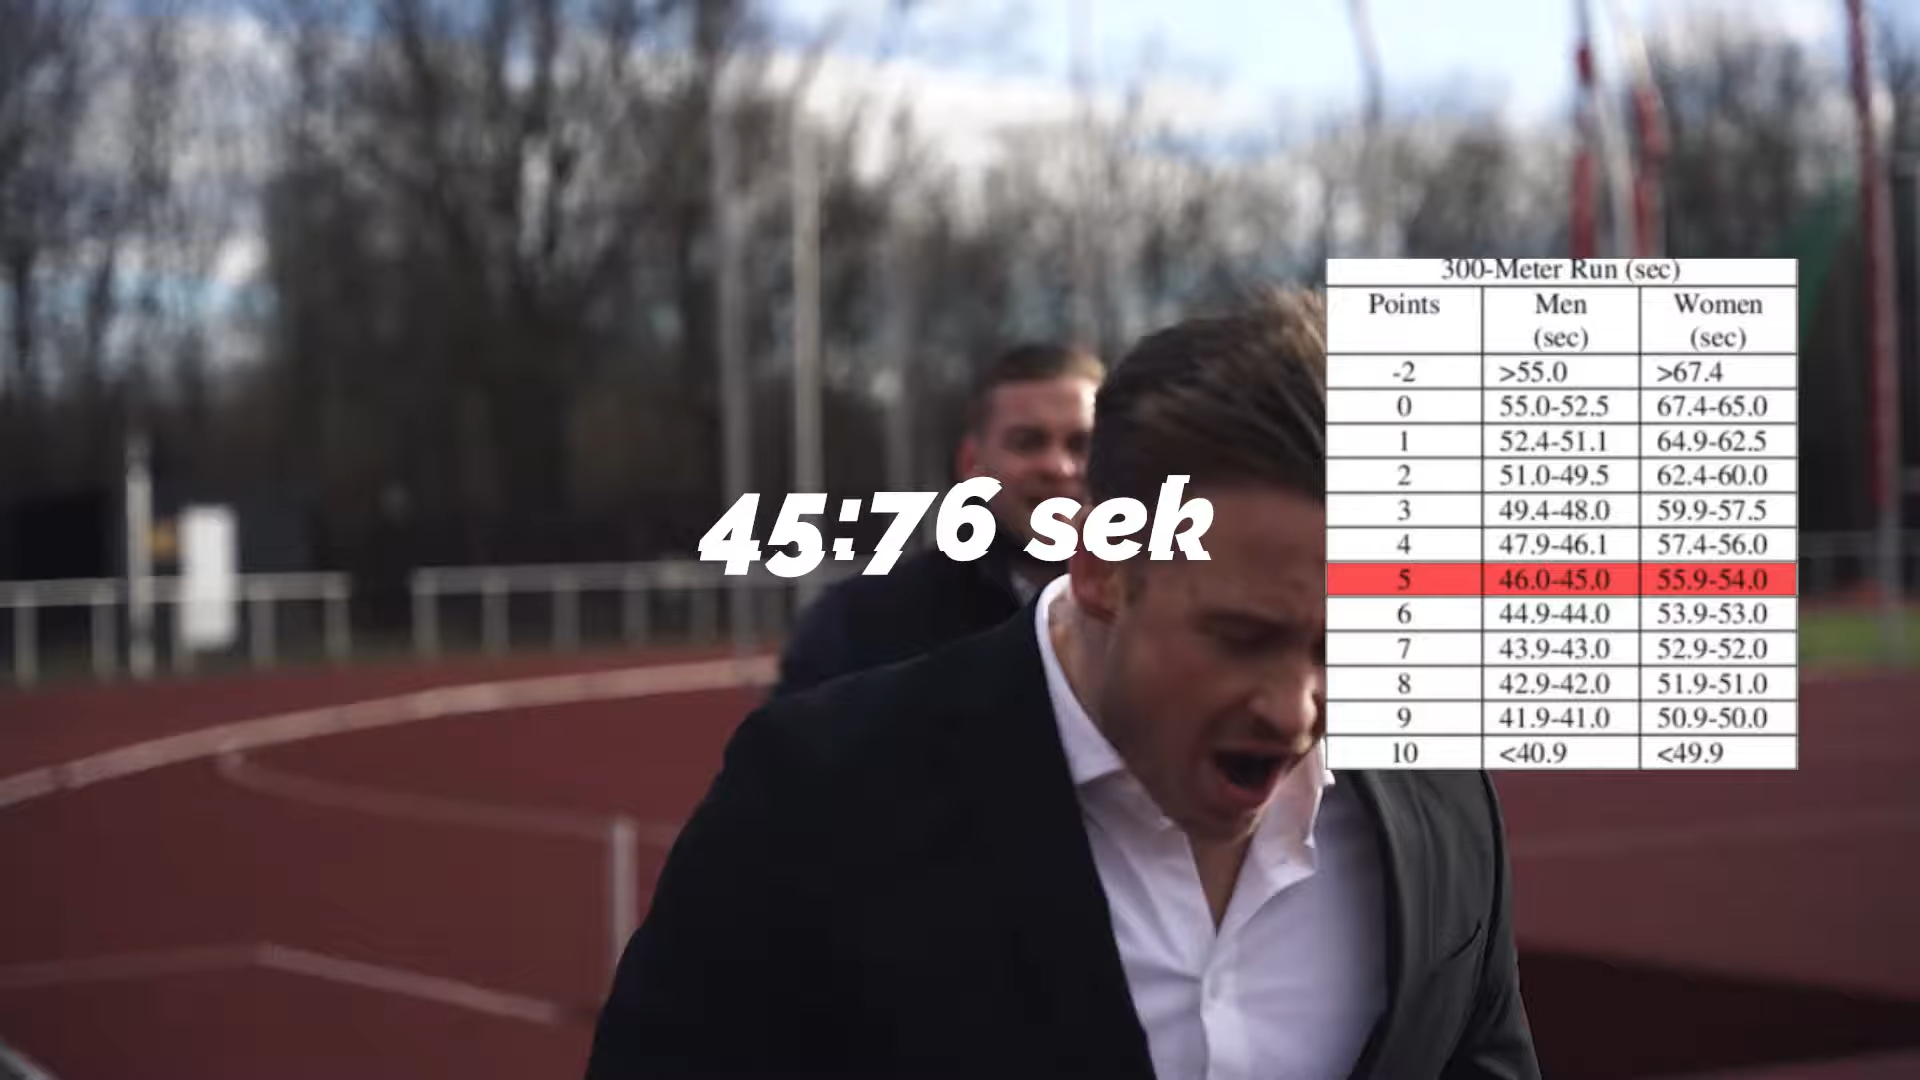 45:76 sek
300-Meter Run (sec)
Points Men (sec) Women (sec)
-2 >55.0 >67.4
0 55.0-52.5 67.4-65.0
1 52.4-51.1 64.9-62.5
2 51.0-49.5 62.4-60.0
3 49.4-48.0 59.9-57.5
4 47.9-46.1 57.4-56.0
5 46.0-45.0 55.9-54.0
6 44.9-44.0 53.9-53.0
7 43.9-43.0 52.9-52.0
8 42.9-42.0 51.9-51.0
9 41.9-41.0 50.9-50.0
10 <40.9 <49.9